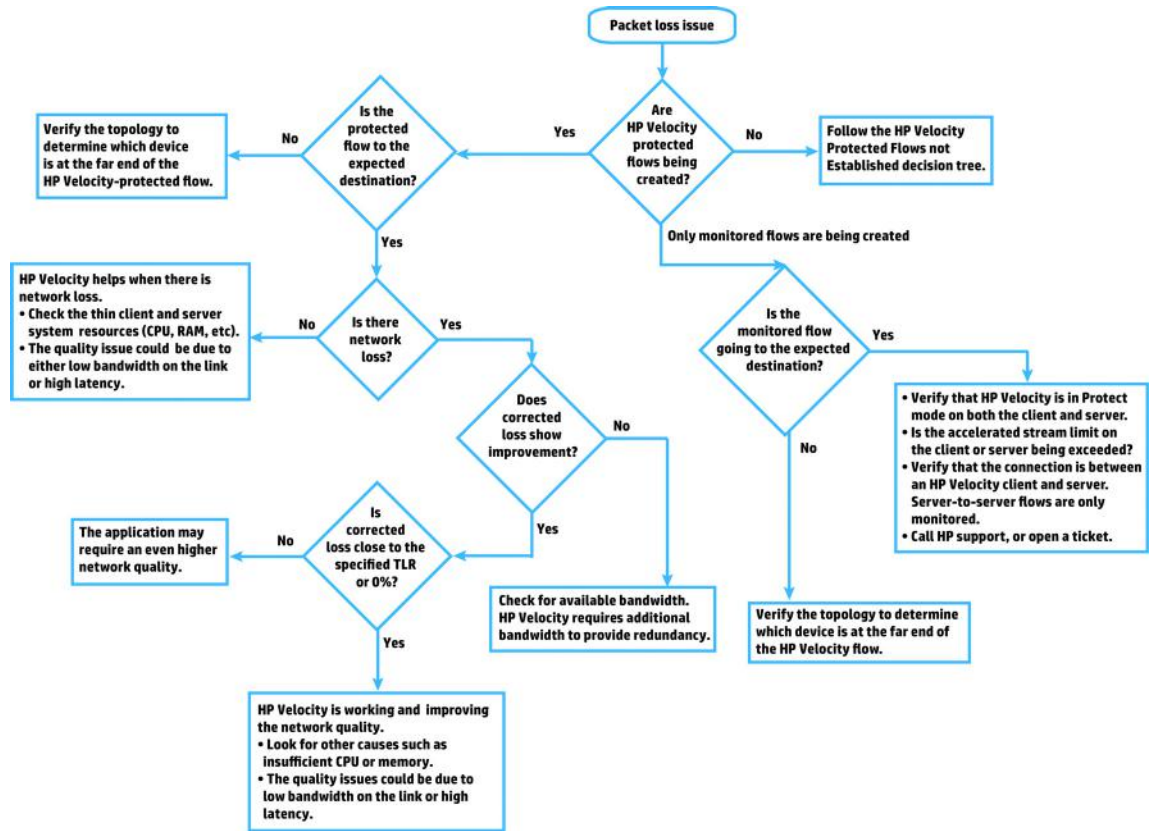 Packet loss issue
Are
HP Velocity
protected
flows being
created?
Yes
No
Follow the HP Velocity
Protected Flows not
Established decision tree.
Is the
protected
flow to the
expected
destination?
No
Verify the topology to
determine which device
is at the far end of the
HP Velocity-protected flow.
Yes
Only monitored flows are being created
Is there
network
loss?
No
HP Velocity helps when there is
network loss.
• Check the thin client and server
system resources (CPU, RAM, etc).
• The quality issue could be due to
either low bandwidth on the link
or high latency.
Yes
Is the
monitored flow
going to the expected
destination?
Yes
• Verify that HP Velocity is in Protect
mode on both the client and server.
• Is the accelerated stream limit on
the client or server being exceeded?
• Verify that the connection is between
an HP Velocity client and server.
Server-to-server flows are only
monitored.
• Call HP support, or open a ticket.
No
Verify the topology to determine
which device is at the far end of
the HP Velocity flow.
Does
corrected
loss show
improvement?
No
Check for available bandwidth.
HP Velocity requires additional
bandwidth to provide redundancy.
Yes
Is
corrected
loss close to the
specified TLR
or 0%?
No
The application may
require an even higher
network quality.
Yes
HP Velocity is working and improving
the network quality.
• Look for other causes such as
insufficient CPU or memory.
• The quality issues could be due to
low bandwidth on the link or high
latency.